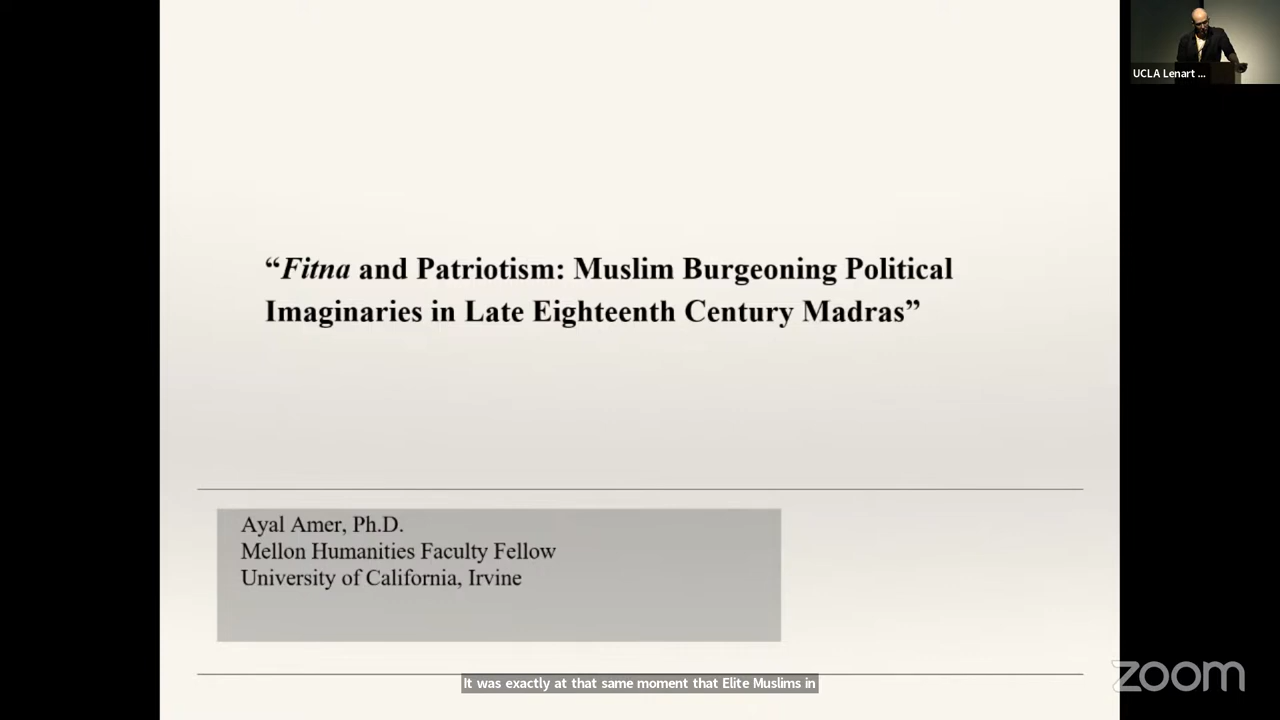 UCLA Lenart ...
“Fitna and Patriotism: Muslim Burgeoning Political
Imaginaries in Late Eighteenth Century Madras”
Ayal Amer, Ph.D.
Mellon Humanities Faculty Fellow
University of California, Irvine
It was exactly at that same moment that Elite Muslims in
zoom